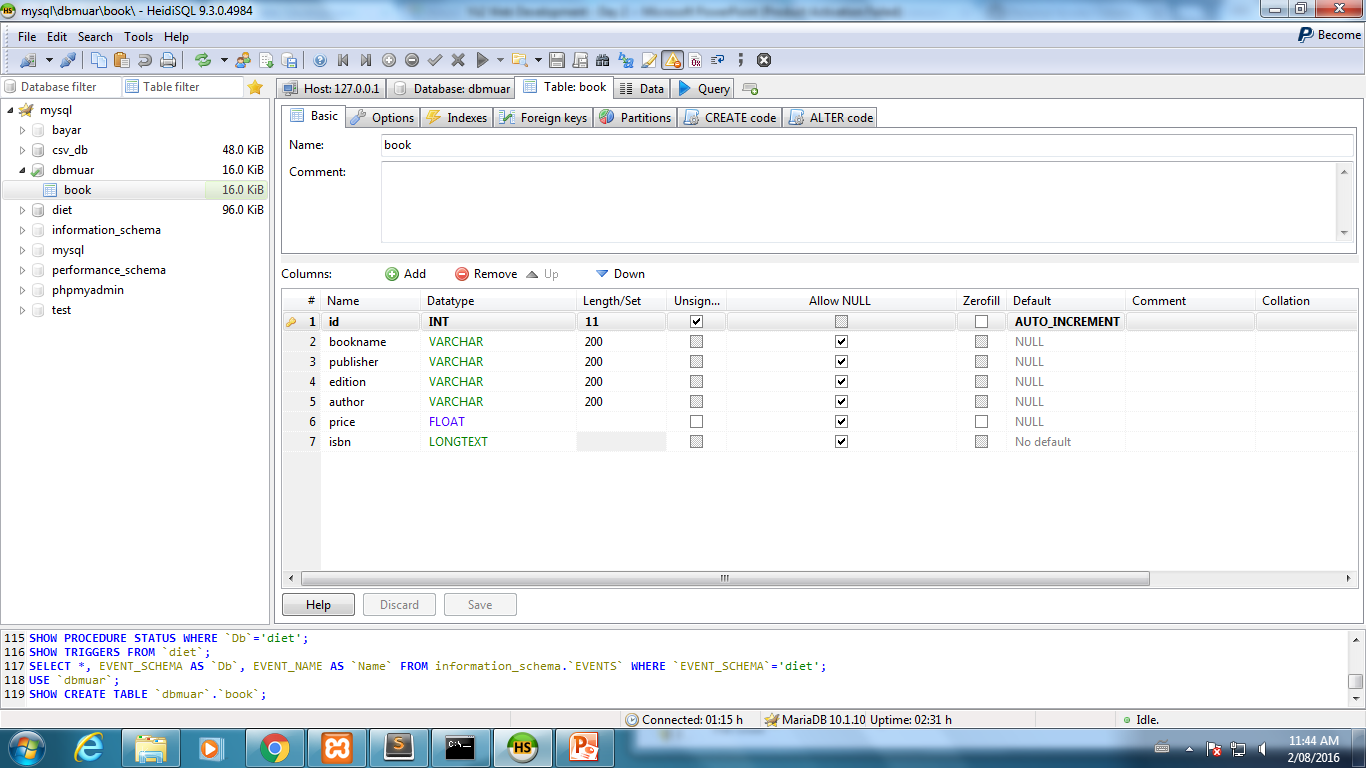 mysql\dbmuar\book\ - HeidiSQL 9.3.0.4984
File Edit Search Tools Help
Become
Database filter Table filter
Host: 127.0.0.1 Database: dbmuar Table: book Data Query
mysql
bayar
csv_db 48.0 KiB
dbmuar 16.0 KiB
book 16.0 KiB
diet 96.0 KiB
information_schema
mysql
performance_schema
phpmyadmin
test
Basic Options Indexes Foreign keys Partitions CREATE code ALTER code
Name: book
Comment:
Columns: Add Remove Up Down
# Name Datatype Length/Set Unsign... Allow NULL Zerofill Default Comment Collation
1 id INT 11 AUTO_INCREMENT
2 bookname VARCHAR 200 NULL
3 publisher VARCHAR 200 NULL
4 edition VARCHAR 200 NULL
5 author VARCHAR 200 NULL
6 price FLOAT NULL
7 isbn LONGTEXT No default
Help Discard Save
115 SHOW PROCEDURE STATUS WHERE `Db`='diet';
116 SHOW TRIGGERS FROM `diet`;
117 SELECT *, EVENT_SCHEMA AS `Db`, EVENT_NAME AS `Name` FROM information_schema.`EVENTS` WHERE `EVENT_SCHEMA`='diet';
118 USE `dbmuar`;
119 SHOW CREATE TABLE `dbmuar`.`book`;
Connected: 01:15 h MariaDB 10.1.10 Uptime: 02:31 h Idle.
11:44 AM
2/08/2016